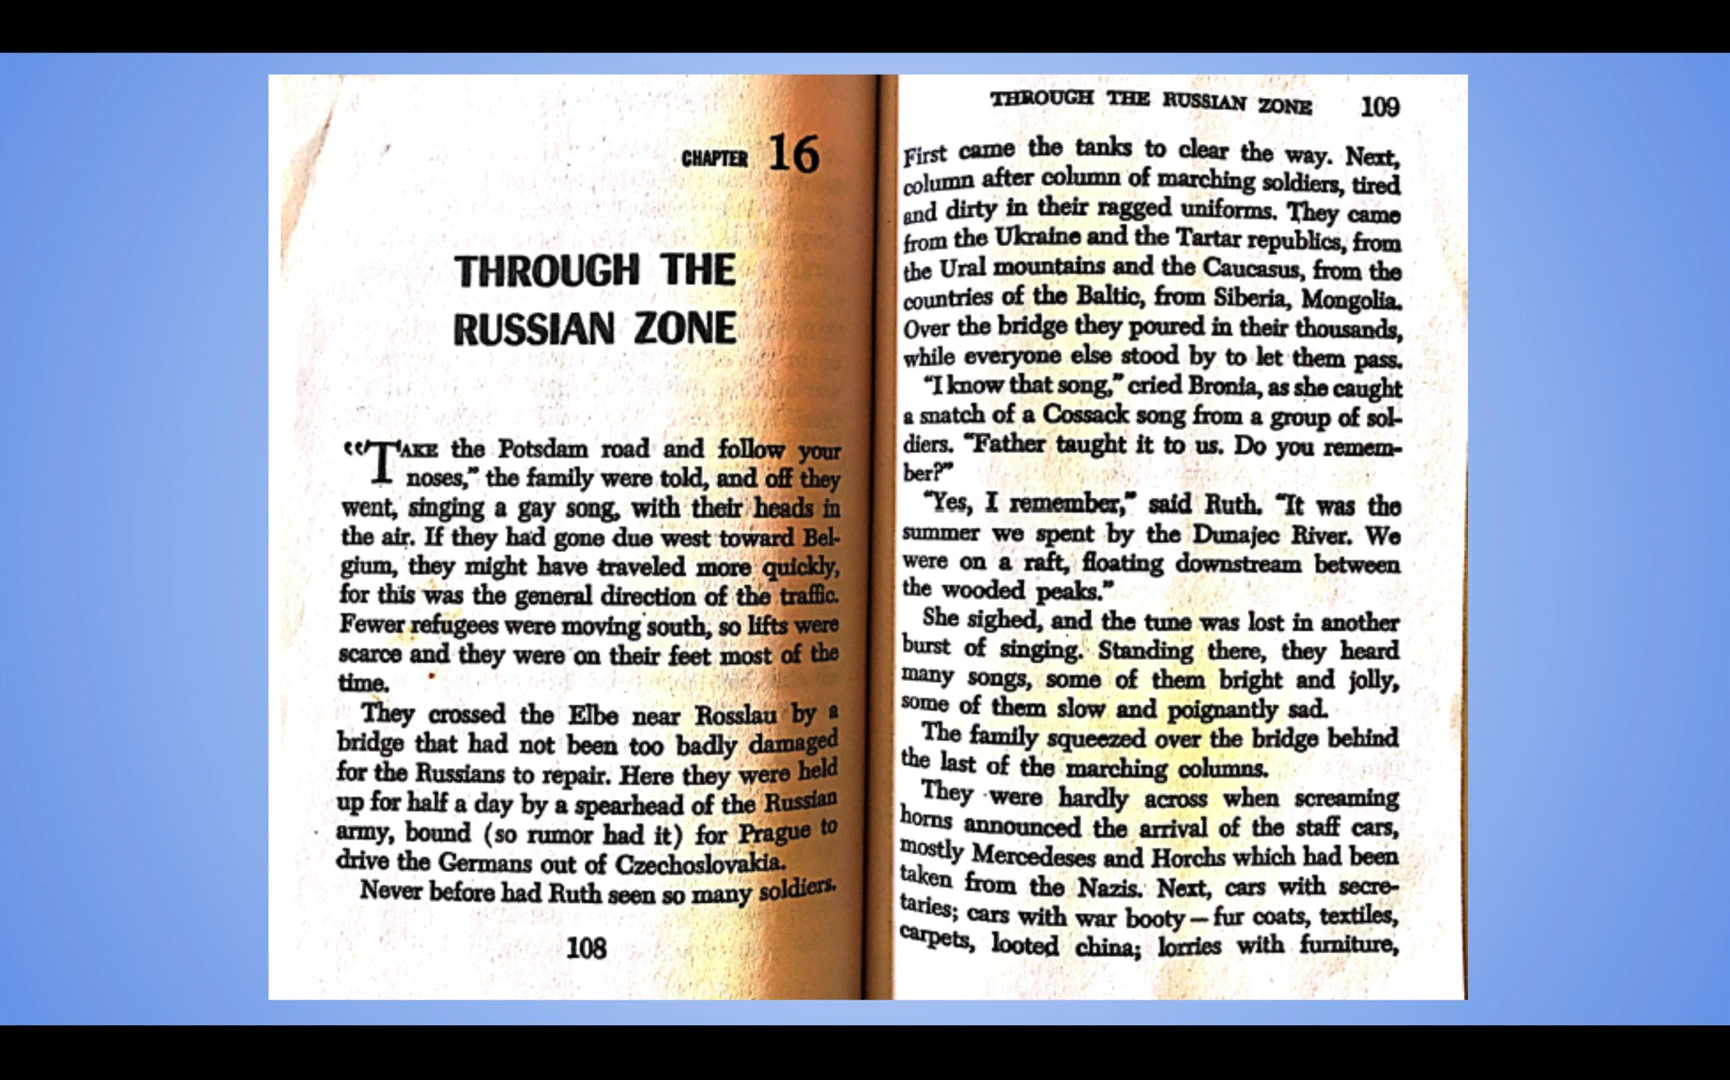 CHAPTER 16
THROUGH THE
RUSSIAN ZONE
“TAKE the Potsdam road and follow your
noses,” the family were told, and off they
went, singing a gay song, with their heads in
the air. If they had gone due west toward Bel-
gium, they might have traveled more quickly,
for this was the general direction of the traffic.
Fewer refugees were moving south, so lifts were
scarce and they were on their feet most of the
time.
They crossed the Elbe near Rosslau by a
bridge that had not been too badly damaged
for the Russians to repair. Here they were held
up for half a day by a spearhead of the Russian
army, bound (so rumor had it) for Prague to
drive the Germans out of Czechoslovakia.
Never before had Ruth seen so many soldiers.
108
THROUGH THE RUSSIAN ZONE 109
First came the tanks to clear the way. Next,
column after column of marching soldiers, tired
and dirty in their ragged uniforms. They came
from the Ukraine and the Tartar republics, from
the Ural mountains and the Caucasus, from the
countries of the Baltic, from Siberia, Mongolia.
Over the bridge they poured in their thousands,
while everyone else stood by to let them pass.
“I know that song,” cried Bronia, as she caught
a snatch of a Cossack song from a group of sol-
diers. “Father taught it to us. Do you remem-
ber?”
“Yes, I remember,” said Ruth. “It was the
summer we spent by the Dunajec River. We
were on a raft, floating downstream between
the wooded peaks.”
She sighed, and the tune was lost in another
burst of singing. Standing there, they heard
many songs, some of them bright and jolly,
some of them slow and poignantly sad.
The family squeezed over the bridge behind
the last of the marching columns.
They were hardly across when screaming
horns announced the arrival of the staff cars,
mostly Mercedeses and Horchs which had been
taken from the Nazis. Next, cars with secre-
taries; cars with war booty—fur coats, textiles,
carpets, looted china; lorries with furniture,